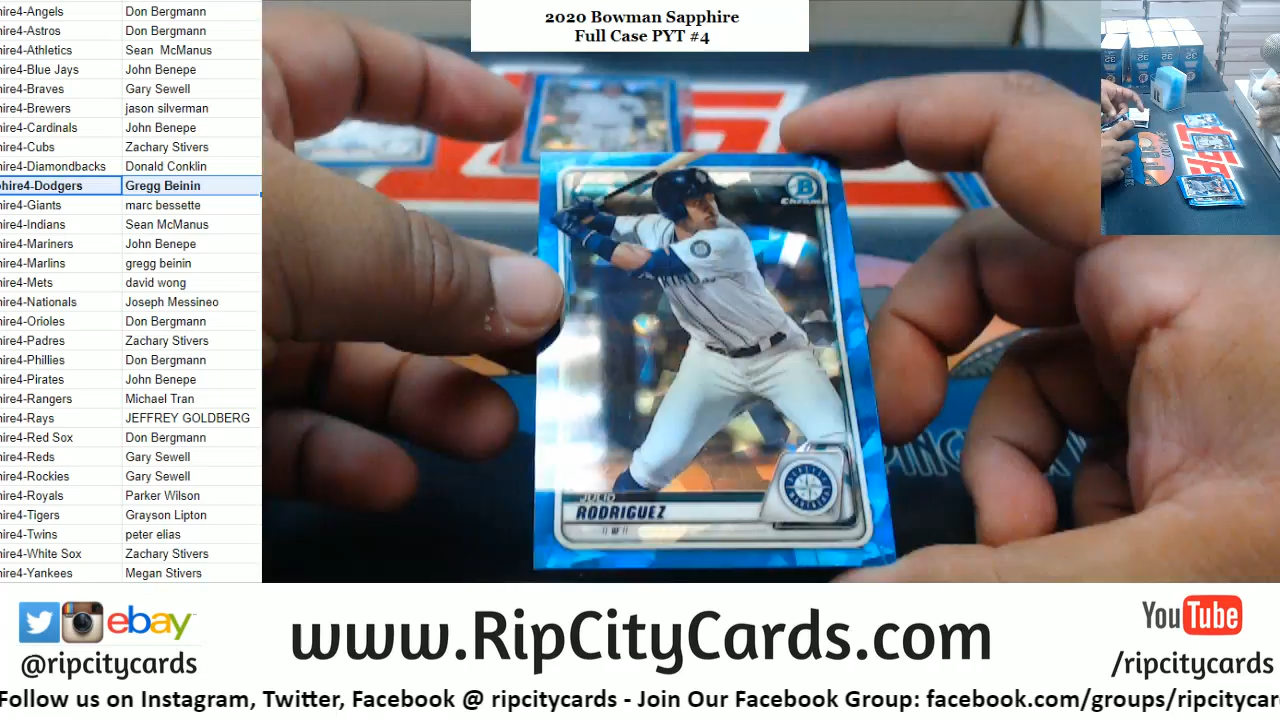 2020 Bowman Sapphire
Full Case PYT #4
hire4-Angels Don Bergmann
hire4-Astros Don Bergmann
hire4-Athletics Sean McManus
hire4-Blue Jays John Benepe
hire4-Braves Gary Sewell
hire4-Brewers jason silverman
hire4-Cardinals John Benepe
hire4-Cubs Zachary Stivers
hire4-Diamondbacks Donald Conklin
phire4-Dodgers Gregg Beinin
hire4-Giants marc bessette
hire4-Indians Sean McManus
hire4-Mariners John Benepe
hire4-Marlins gregg beinin
hire4-Mets david wong
hire4-Nationals Joseph Messineo
hire4-Orioles Don Bergmann
hire4-Padres Zachary Stivers
hire4-Phillies Don Bergmann
hire4-Pirates John Benepe
hire4-Rangers Michael Tran
hire4-Rays JEFFREY GOLDBERG
hire4-Red Sox Don Bergmann
hire4-Reds Gary Sewell
hire4-Rockies Gary Sewell
hire4-Royals Parker Wilson
hire4-Tigers Grayson Lipton
hire4-Twins peter elias
hire4-White Sox Zachary Stivers
hire4-Yankees Megan Stivers
B
Chrome
JULIO
RODRIGUEZ
ebay
@ripcitycards
www.RipCityCards.com
YouTube
/ripcitycards
Follow us on Instagram, Twitter, Facebook @ ripcitycards - Join Our Facebook Group: facebook.com/groups/ripcitycar